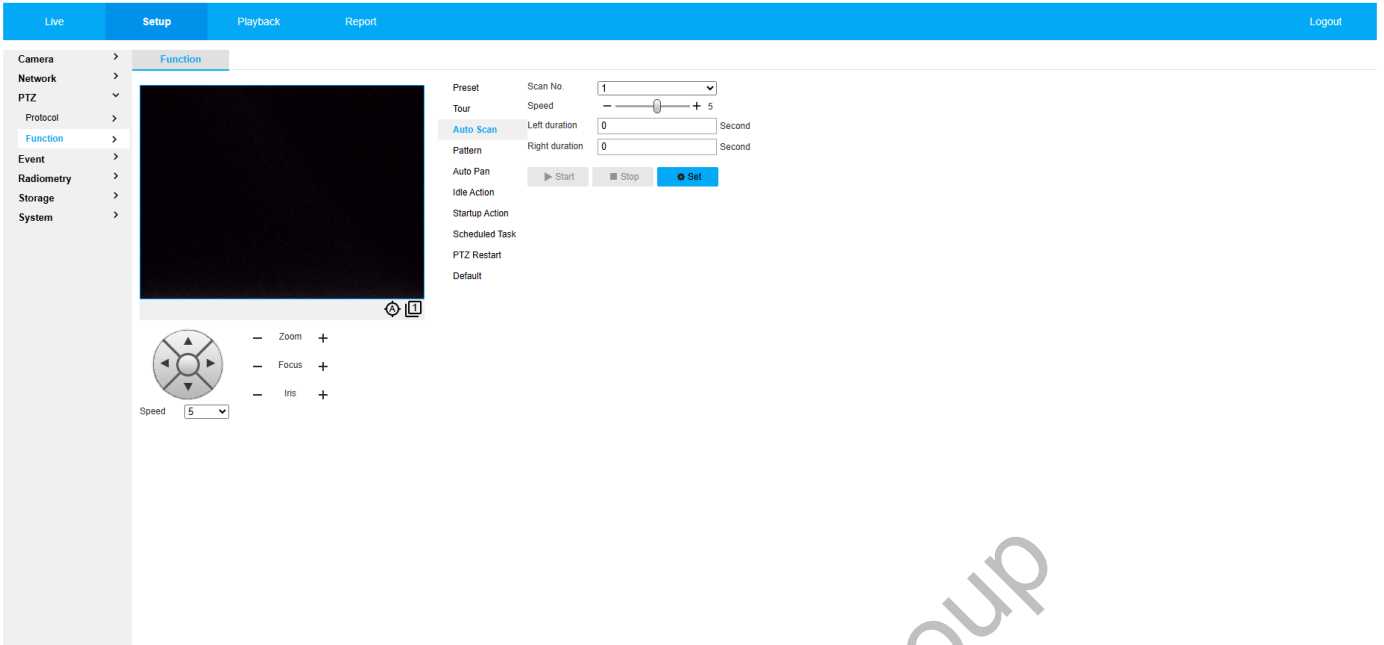 Live Setup Playback Report Logout
Camera
Network
PTZ
Protocol
Function
Event
Radiometry
Storage
System
Function
A 1
Zoom
Focus
Iris
Speed 5
Preset
Tour
Auto Scan
Pattern
Auto Pan
Idle Action
Startup Action
Scheduled Task
PTZ Restart
Default
Scan No. 1
Speed 5
Left duration 0 Second
Right duration 0 Second
Start Stop Set